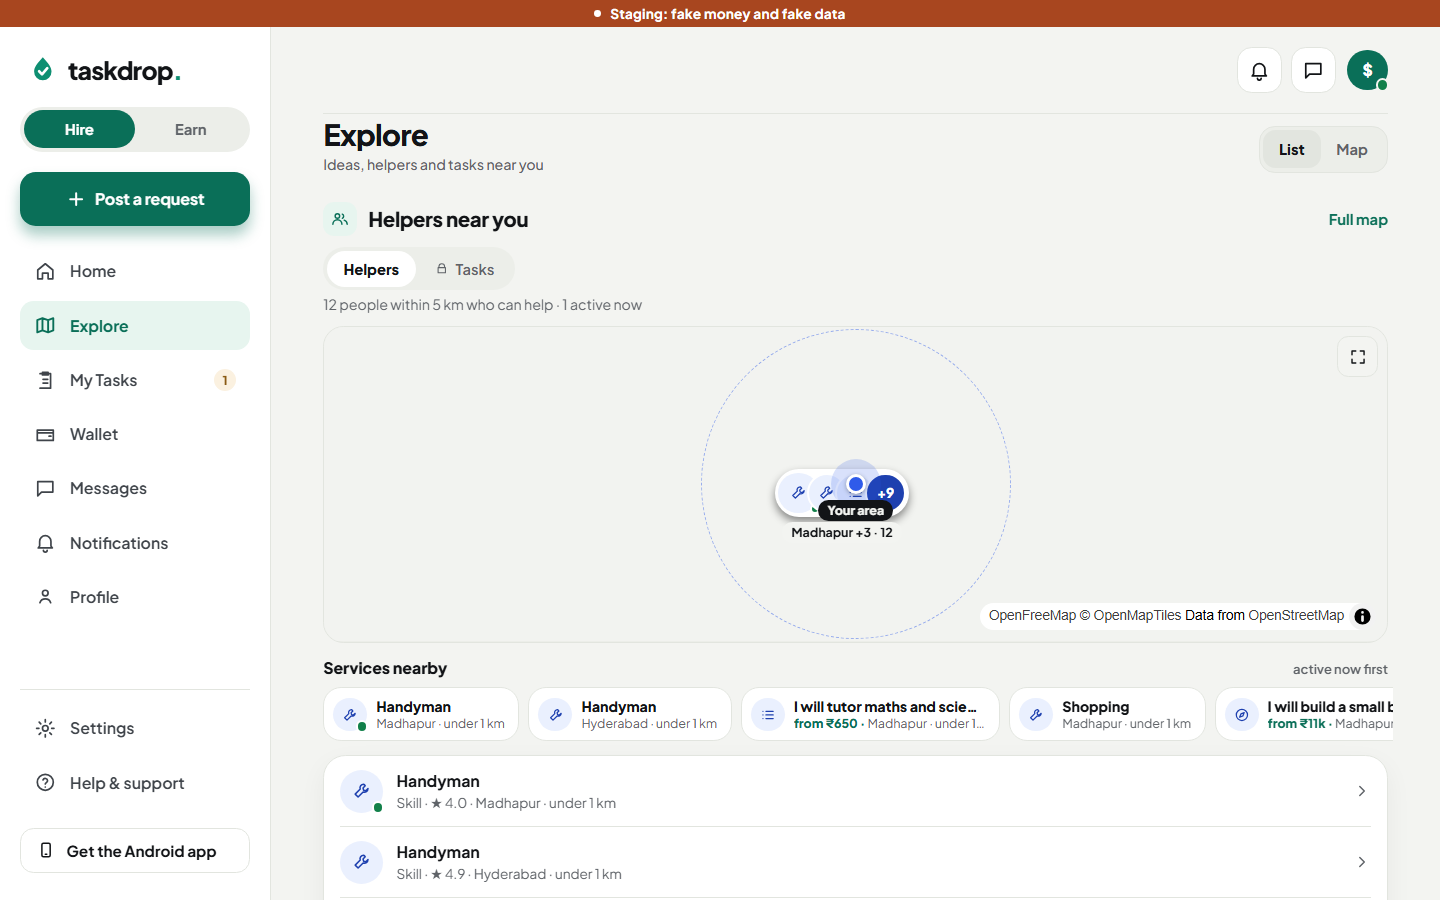 Staging: fake money and fake data
taskdrop.
Hire
Earn
Post a request
Home
Explore
My Tasks
1
Wallet
Messages
Notifications
Profile
Settings
Help & support
Get the Android app
$
Explore
Ideas, helpers and tasks near you
List
Map
Helpers near you
Full map
Helpers
Tasks
12 people within 5 km who can help · 1 active now
+9
Your area
Madhapur +3 · 12
OpenFreeMap © OpenMapTiles Data from OpenStreetMap
Services nearby
active now first
Handyman
Madhapur · under 1 km
Handyman
Hyderabad · under 1 km
I will tutor maths and scie...
from ₹650 · Madhapur · under 1...
Shopping
Madhapur · under 1 km
I will build a small b
from ₹11k · Madhapur
Handyman
Skill · ★ 4.0 · Madhapur · under 1 km
Handyman
Skill · ★ 4.9 · Hyderabad · under 1 km